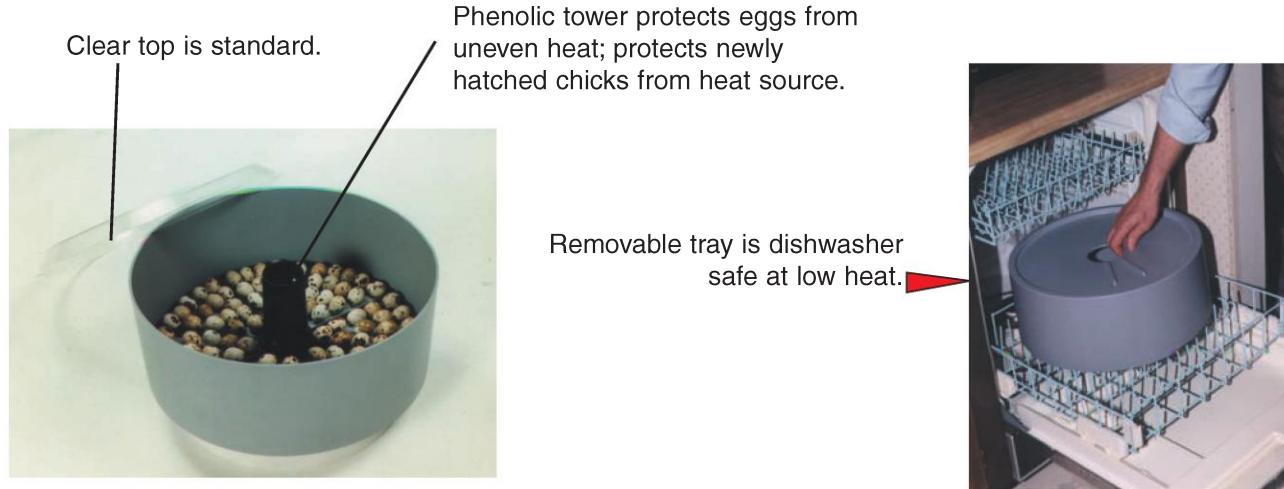 Clear top is standard.
Phenolic tower protects eggs from
uneven heat; protects newly
hatched chicks from heat source.
Removable tray is dishwasher
safe at low heat.